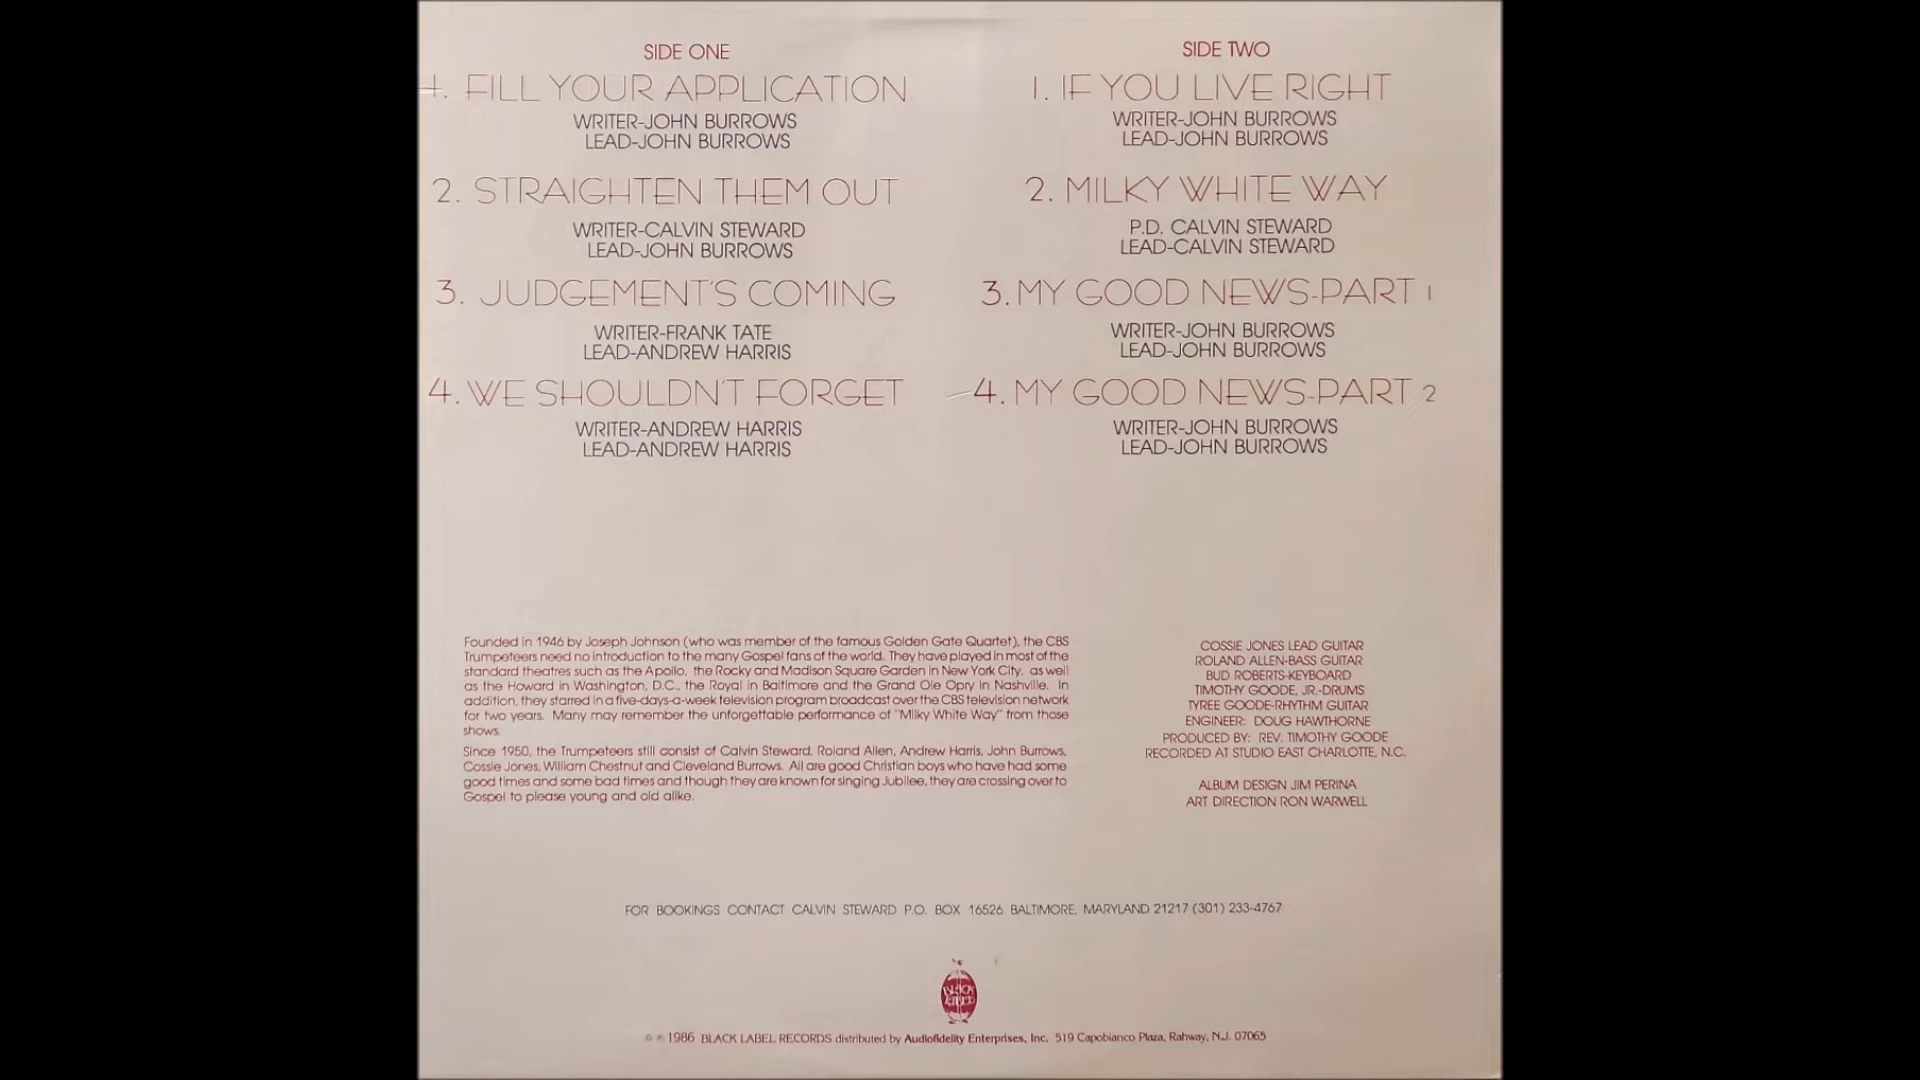 SIDE ONE
1. FILL YOUR APPLICATION
WRITER-JOHN BURROWS
LEAD-JOHN BURROWS
2. STRAIGHTEN THEM OUT
WRITER-CALVIN STEWARD
LEAD-JOHN BURROWS
3. JUDGEMENT'S COMING
WRITER-FRANK TATE
LEAD-ANDREW HARRIS
4. WE SHOULDN'T FORGET
WRITER-ANDREW HARRIS
LEAD-ANDREW HARRIS
SIDE TWO
1. IF YOU LIVE RIGHT
WRITER-JOHN BURROWS
LEAD-JOHN BURROWS
2. MILKY WHITE WAY
P.D. CALVIN STEWARD
LEAD-CALVIN STEWARD
3. MY GOOD NEWS-PART 1
WRITER-JOHN BURROWS
LEAD-JOHN BURROWS
4. MY GOOD NEWS-PART 2
WRITER-JOHN BURROWS
LEAD-JOHN BURROWS
Founded in 1946 by Joseph Johnson (who was member of the famous Golden Gate Quartet), the CBS
Trumpeteers need no introduction to the many Gospel fans of the world. They have played in most of the
standard theatres such as the Apollo, the Rocky and Madison Square Garden in New York City, as well
as the Howard in Washington, D.C., the Royal in Baltimore and the Grand Ole Opry in Nashville. In
addition, they starred in a five-days-a-week television program broadcast over the CBS television network
for two years. Many may remember the unforgettable performance of "Milky White Way" from those
shows.
Since 1950, the Trumpeteers still consist of Calvin Steward, Roland Allen, Andrew Harris, John Burrows,
Cossie Jones, William Chestnut and Cleveland Burrows. All are good Christian boys who have had some
good times and some bad times and though they are known for singing Jubilee, they are crossing over to
Gospel to please young and old alike.
COSSIE JONES LEAD GUITAR
ROLAND ALLEN-BASS GUITAR
BUD ROBERTS-KEYBOARD
TIMOTHY GOODE, JR.-DRUMS
TYREE GOODE-RHYTHM GUITAR
ENGINEER: DOUG HAWTHORNE
PRODUCED BY: REV. TIMOTHY GOODE
RECORDED AT STUDIO EAST CHARLOTTE, N.C.
ALBUM DESIGN JIM PERINA
ART DIRECTION RON WARWELL
FOR BOOKINGS CONTACT CALVIN STEWARD P.O. BOX 16526 BALTIMORE, MARYLAND 21217 (301) 233-4767
BLACK
LABEL
© ℗ 1986 BLACK LABEL RECORDS distributed by Audiofidelity Enterprises, Inc. 519 Capobianco Plaza, Rahway, N.J. 07065